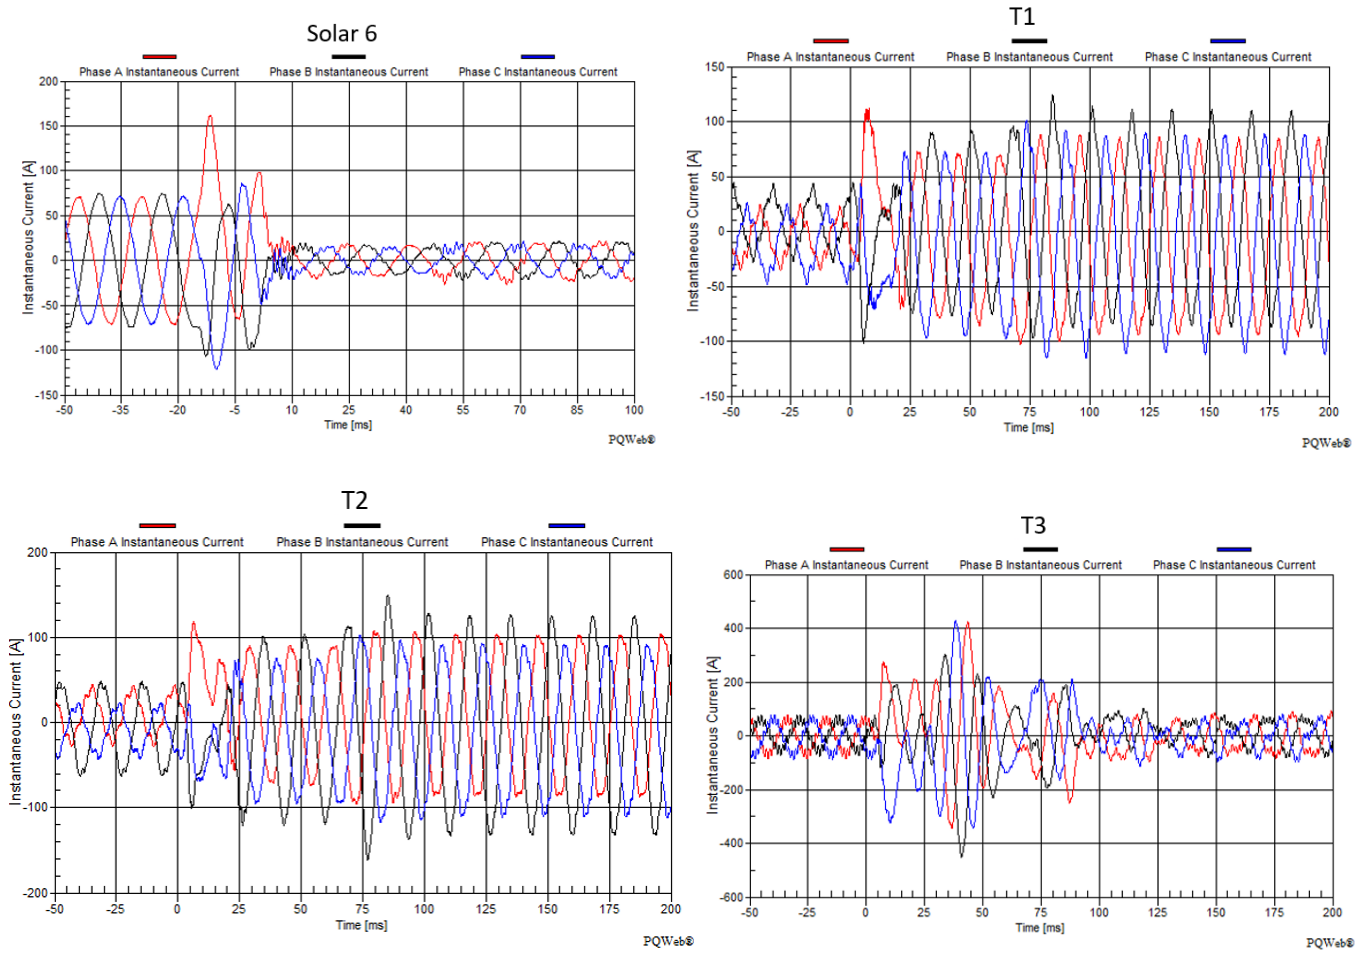 Solar 6
Phase A Instantaneous Current Phase B Instantaneous Current Phase C Instantaneous Current
Instantaneous Current [A]
200
150
100
50
0
-50
-100
-150
-50 -35 -20 -5 10 25 40 55 70 85 100
Time [ms]
PQWeb®
T1
Phase A Instantaneous Current Phase B Instantaneous Current Phase C Instantaneous Current
Instantaneous Current [A]
150
100
50
0
-50
-100
-150
-50 -25 0 25 50 75 100 125 150 175 200
Time [ms]
PQWeb®
T2
Phase A Instantaneous Current Phase B Instantaneous Current Phase C Instantaneous Current
Instantaneous Current [A]
200
100
0
-100
-200
-50 -25 0 25 50 75 100 125 150 175 200
Time [ms]
PQWeb®
T3
Phase A Instantaneous Current Phase B Instantaneous Current Phase C Instantaneous Current
Instantaneous Current [A]
600
400
200
0
-200
-400
-600
-50 -25 0 25 50 75 100 125 150 175 200
Time [ms]
PQWeb®